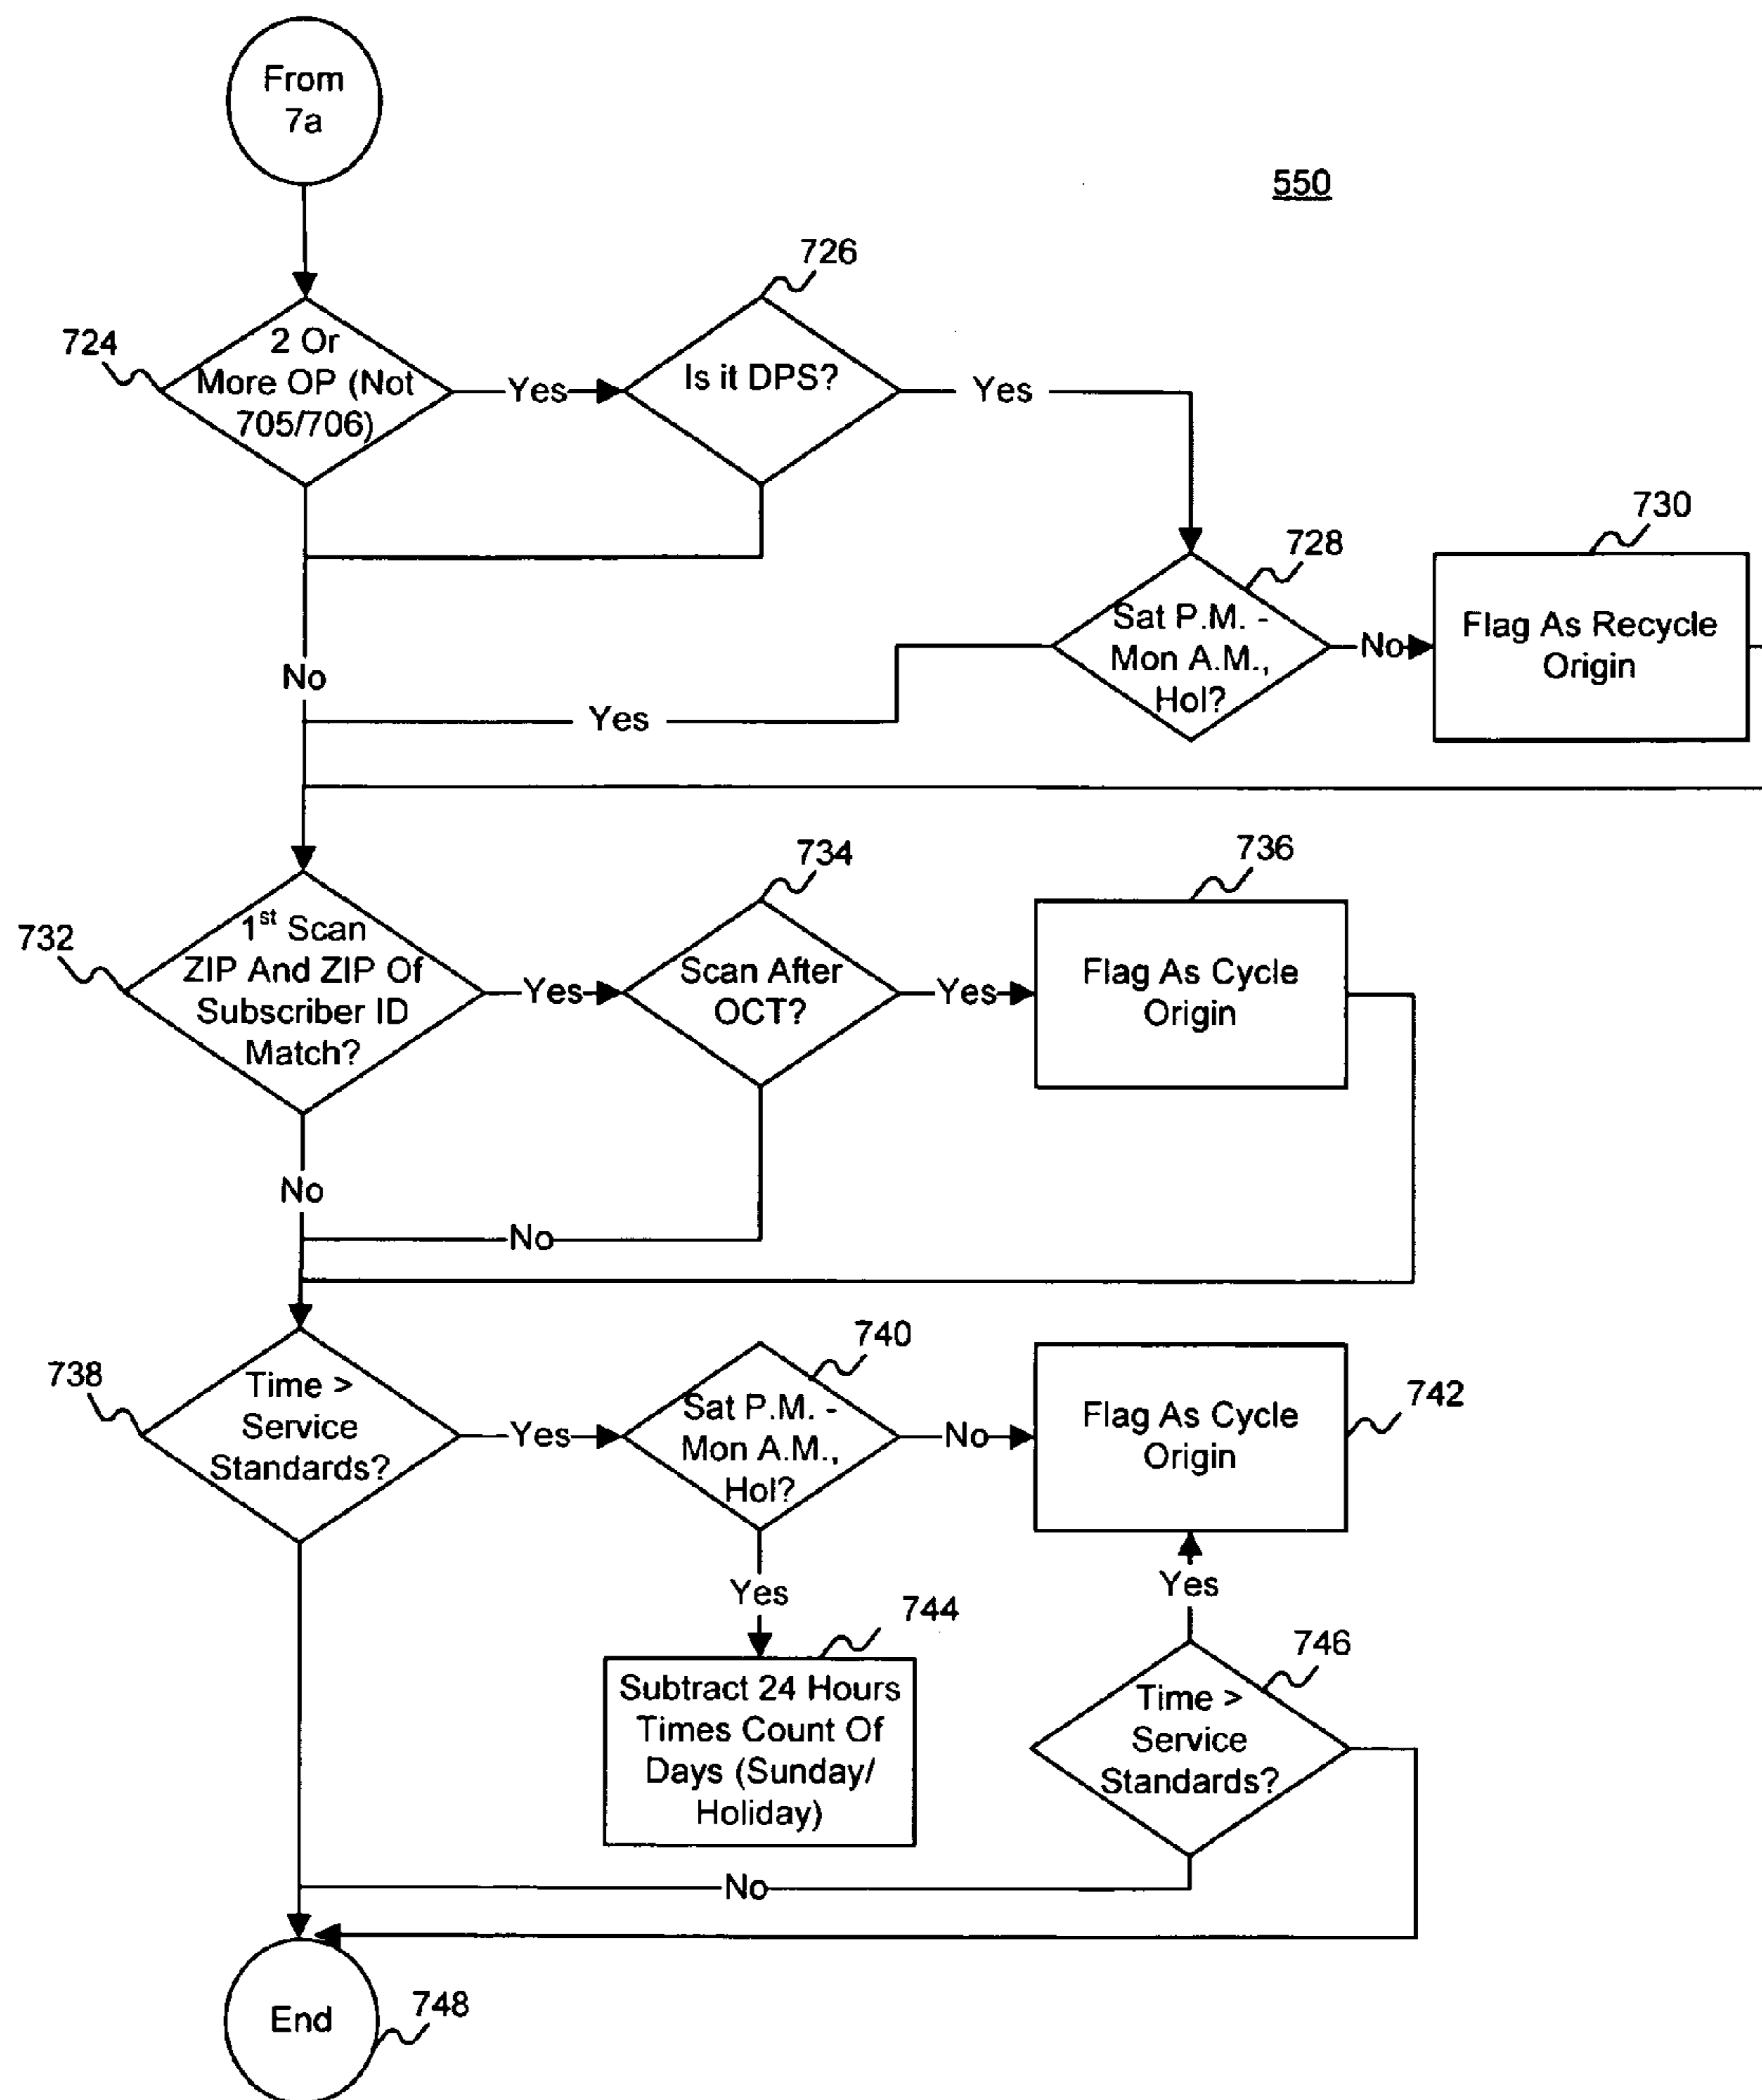 From
7a
550
726
724
2 Or
More OP (Not
705/706)
Yes
Is it DPS?
Yes
730
728
Sat P.M. -
Mon A.M.,
Hol?
No
Flag As Recycle
Origin
No
Yes
734
736
732
1st Scan
ZIP And ZIP Of
Subscriber ID
Match?
Yes
Scan After
OCT?
Yes
Flag As Cycle
Origin
No
No
740
738
Time >
Service
Standards?
Yes
Sat P.M. -
Mon A.M.,
Hol?
No
Flag As Cycle
Origin
742
Yes
Yes
744
746
Subtract 24 Hours
Times Count Of
Days (Sunday/
Holiday)
Time >
Service
Standards?
No
End
748